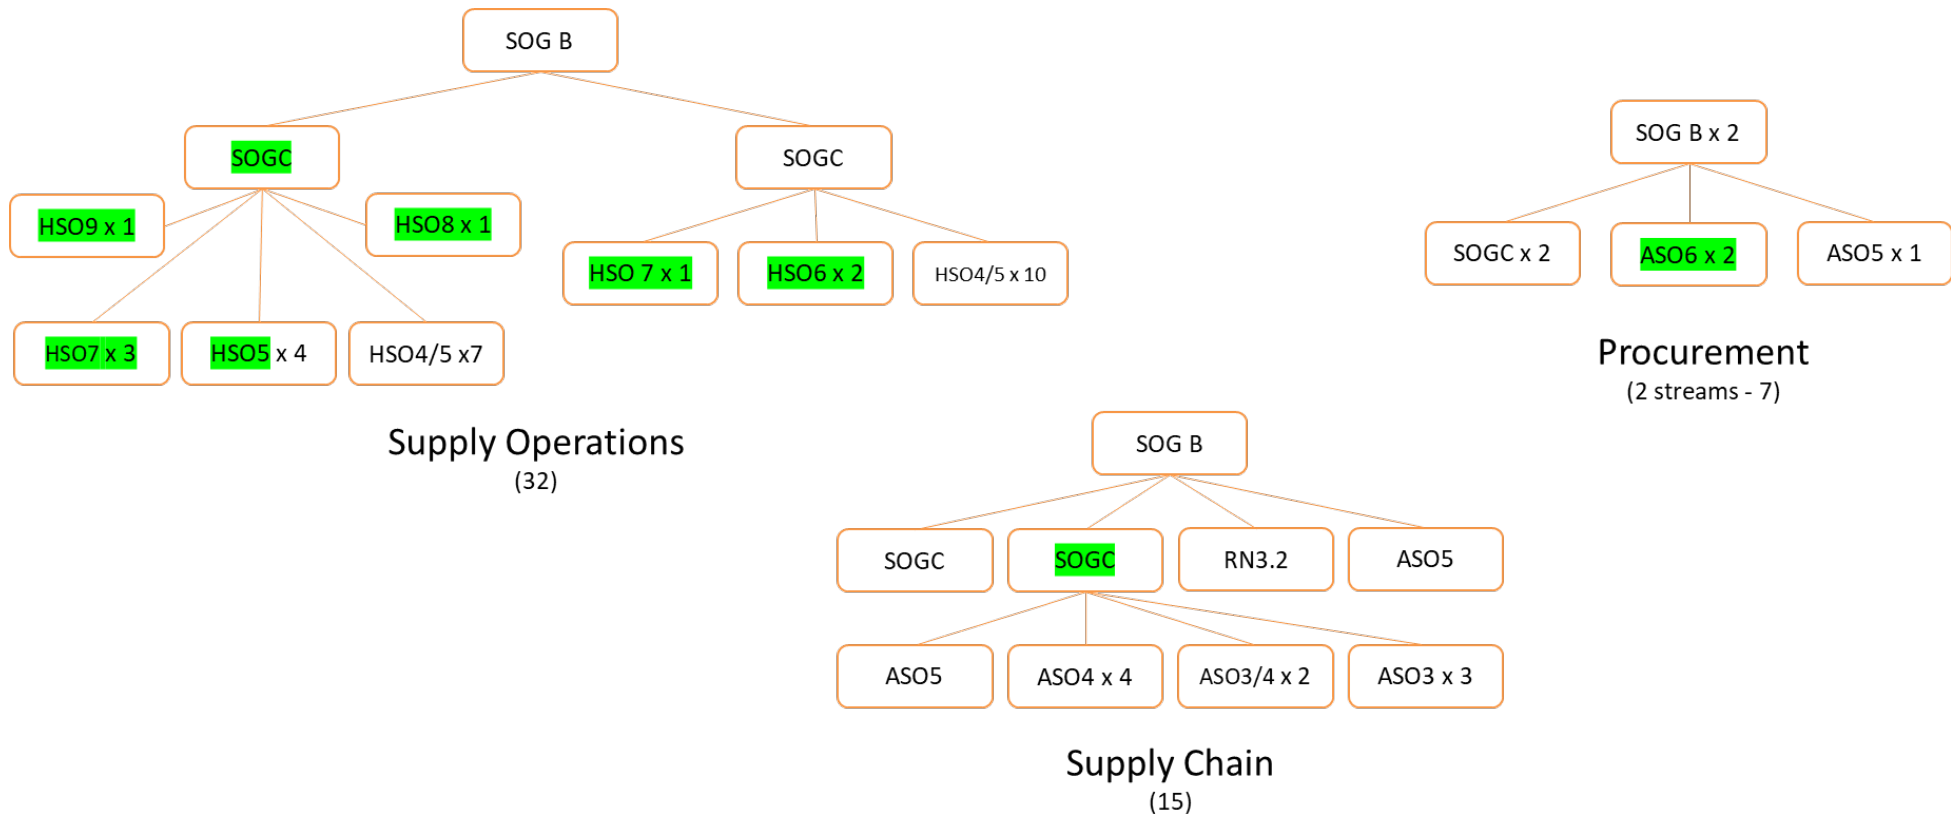 SOG B
SOGC
SOGC
HSO9 x 1
HSO8 x 1
HSO 7 x 1
HSO6 x 2
HSO4/5 x 10
HSO7 x 3
HSO5 x 4
HSO4/5 x7
Supply Operations
(32)
SOG B x 2
SOGC x 2
ASO6 x 2
ASO5 x 1
Procurement
(2 streams - 7)
SOG B
SOGC
SOGC
RN3.2
ASO5
ASO5
ASO4 x 4
ASO3/4 x 2
ASO3 x 3
Supply Chain
(15)